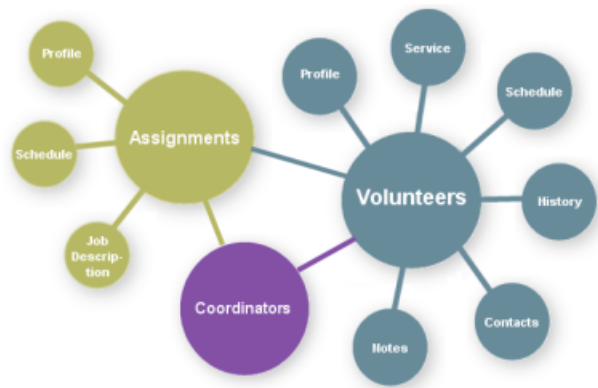 Profile
Assignments
Schedule
Job
Descrip-
tion
Coordinators
Service
Profile
Schedule
Volunteers
History
Contacts
Notes